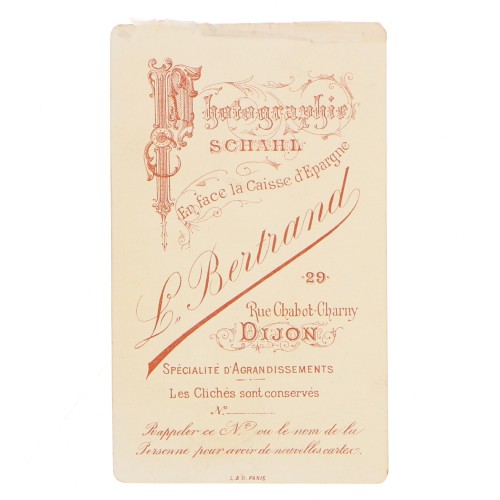 Photographie
SCHAHL
En face la Caisse d'Epargne
L. Bertrand
·29·
Rue Chabot-Charny
DIJON
SPÉCIALITÉ D'AGRANDISSEMENTS
Les Clichés sont conservés
N°
Rappeler ce N° ou le nom de la
Personne pour avoir de nouvelles cartes.
L & D. PARIS